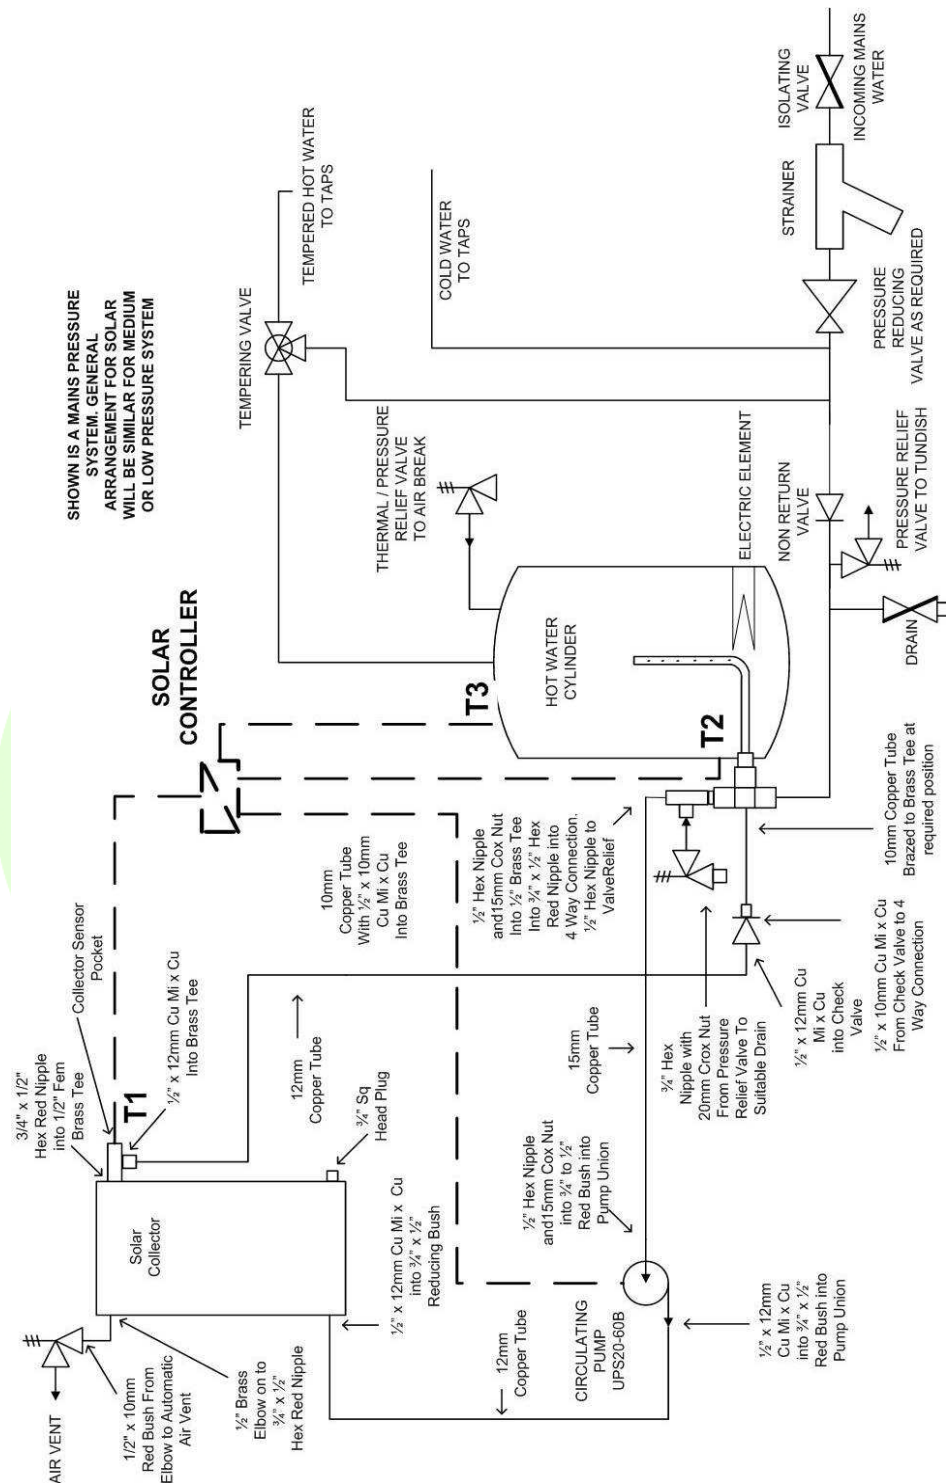 SHOWN IS A MAINS PRESSURE
SYSTEM. GENERAL
ARRANGEMENT FOR SOLAR
WILL BE SIMILAR FOR MEDIUM
OR LOW PRESSURE SYSTEM
SOLAR
CONTROLLER
AIR VENT
1/2" x 10mm
Red Bush From
Elbow to Automatic
Air Vent
½" Brass
Elbow on to
¾" x ½"
Hex Red Nipple
3/4" x 1/2"
Hex Red Nipple
into 1/2" Fem
Brass Tee
Collector Sensor
Pocket
T1
½" x 12mm Cu Mi x Cu
Into Brass Tee
Solar
Collector
¾" Sq
Head Plug
12mm
Copper Tube
½" x 12mm Cu Mi x Cu
into ¾" x ½"
Reducing Bush
12mm
Copper Tube
CIRCULATING
PUMP
UPS20-60B
½" x 12mm
Cu Mi x Cu
into ¾" x ½"
Red Bush into
Pump Union
½" Hex Nipple
and15mm Cox Nut
into ¾" to ½"
Red Bush into
Pump Union
15mm
Copper Tube
10mm
Copper Tube
With ½" x 10mm
Cu Mi x Cu
Into Brass Tee
½" Hex Nipple
and15mm Cox Nut
Into ½" Brass Tee
Into ¾" x ½" Hex
Red Nipple into
4 Way Connection.
½" Hex Nipple to
ValveRelief
¾" Hex
Nipple with
20mm Crox Nut
From Pressure
Relief Valve To
Suitable Drain
½" x 12mm Cu
Mi x Cu
into Check
Valve
½" x 10mm Cu Mi x Cu
From Check Valve to 4
Way Connection
10mm Copper Tube
Brazed to Brass Tee at
required position
T3
T2
HOT WATER
CYLINDER
ELECTRIC ELEMENT
THERMAL / PRESSURE
RELIEF VALVE
TO AIR BREAK
TEMPERING VALVE
TEMPERED HOT WATER
TO TAPS
COLD WATER
TO TAPS
NON RETURN
VALVE
DRAIN
PRESSURE RELIEF
VALVE TO TUNDISH
PRESSURE
REDUCING
VALVE AS REQUIRED
STRAINER
ISOLATING
VALVE
INCOMING MAINS
WATER